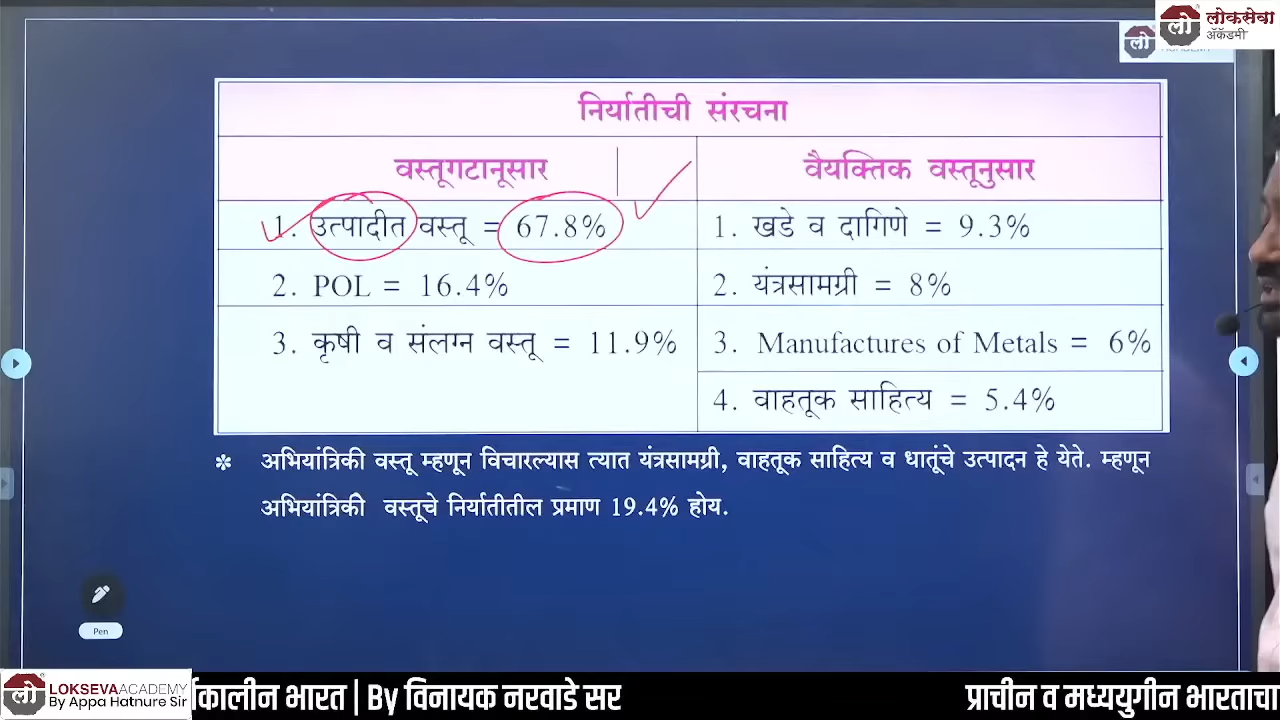 लोकसेवा
अ‍ॅकॅडमी
लो
निर्यातीची संरचना
वस्तूगटानूसार
वैयक्तिक वस्तूनुसार
1. उत्पादीत वस्तू = 67.8%
1. खडे व दागिणे = 9.3%
2. POL = 16.4%
2. यंत्रसामग्री = 8%
3. कृषी व संलग्न वस्तू = 11.9%
3. Manufactures of Metals = 6%
4. वाहतूक साहित्य = 5.4%
* अभियांत्रिकी वस्तू म्हणून विचारल्यास त्यात यंत्रसामग्री, वाहतूक साहित्य व धातूंचे उत्पादन हे येते. म्हणून
अभियांत्रिकी वस्तूचे निर्यातीतील प्रमाण 19.4% होय.
Pen
लो
LOKSEVA ACADEMY
By Appa Hatnure Sir
कालीन भारत | By विनायक नरवाडे सर
प्राचीन व मध्ययुगीन भारताचा